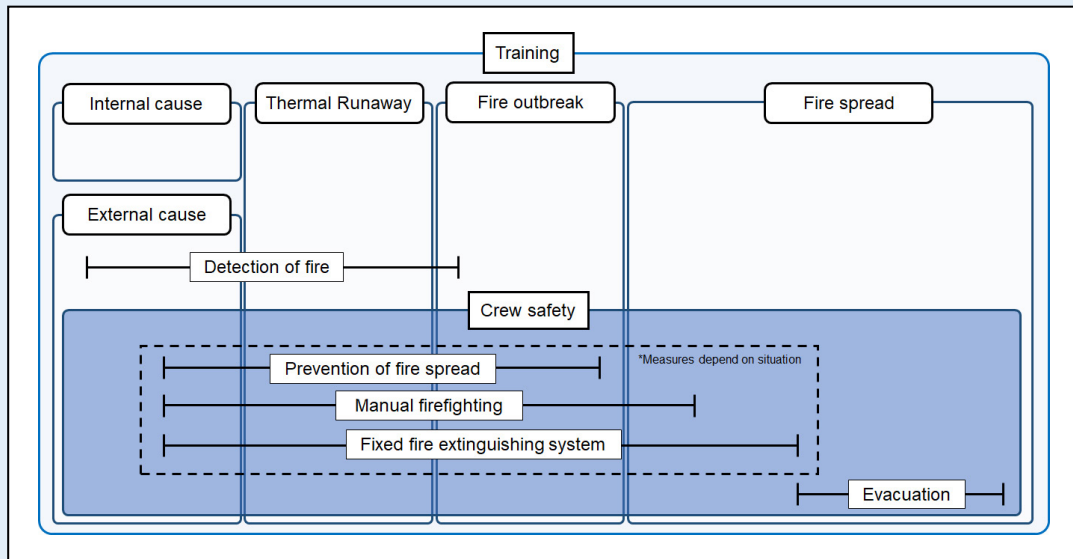 Training
Internal cause
Thermal Runaway
Fire outbreak
Fire spread
External cause
Detection of fire
Crew safety
*Measures depend on situation
Prevention of fire spread
Manual firefighting
Fixed fire extinguishing system
Evacuation